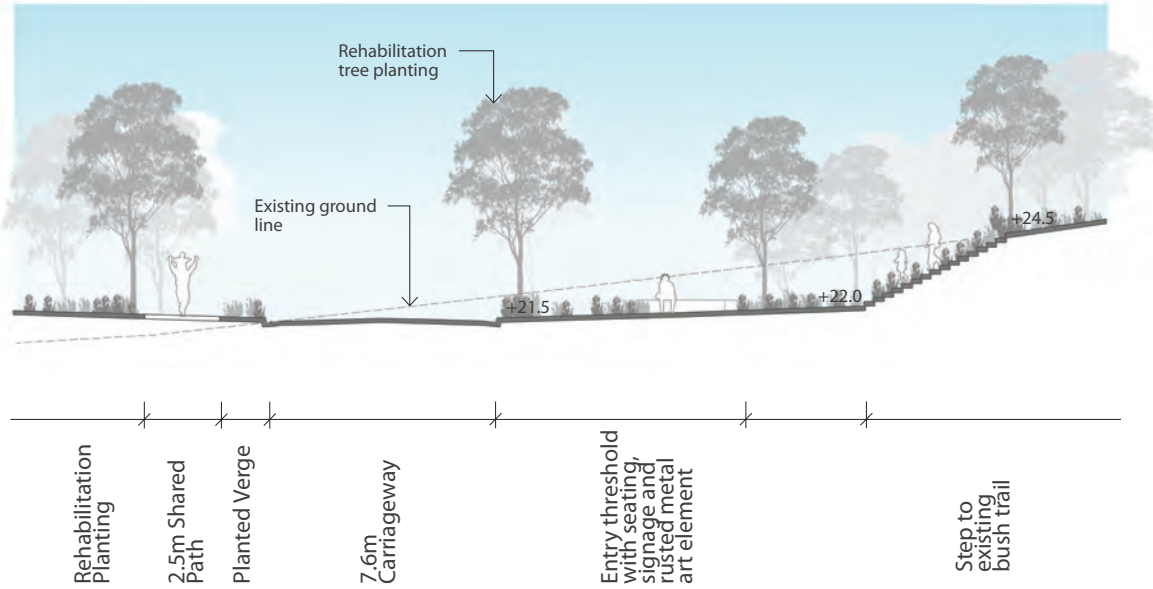 Rehabilitation
tree planting
Existing ground
line
+24.5
+21.5
+22.0
Rehabilitation
Planting
2.5m Shared
Path
Planted Verge
7.6m
Carriageway
Entry threshold
with seating,
signage and
rusted metal
art element
Step to
existing
bush trail